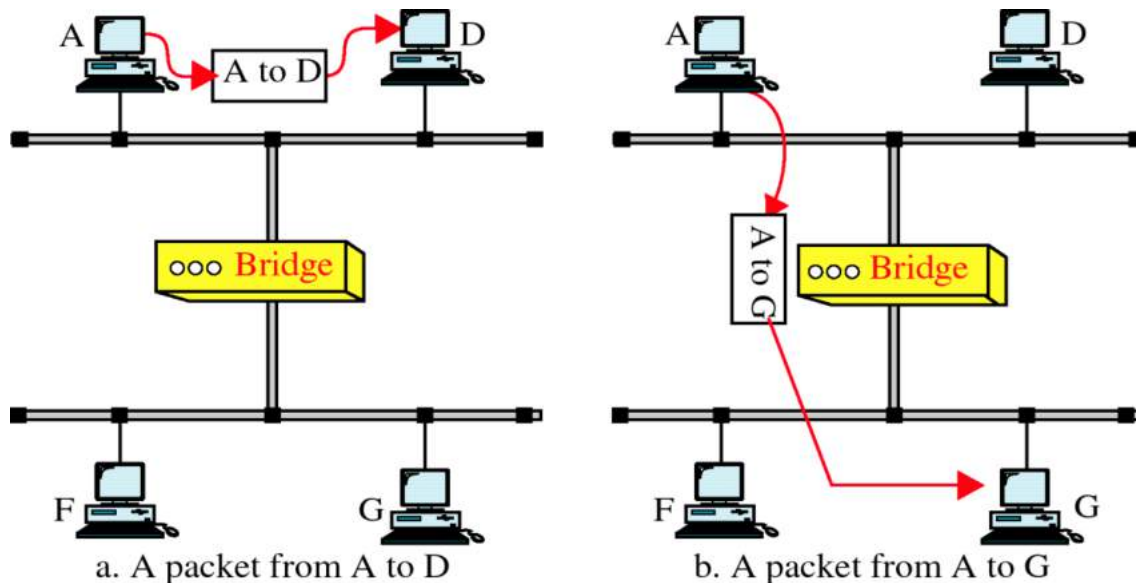 A
A to D
D
Bridge
F
G
a. A packet from A to D
A
D
A to G
Bridge
F
G
b. A packet from A to G